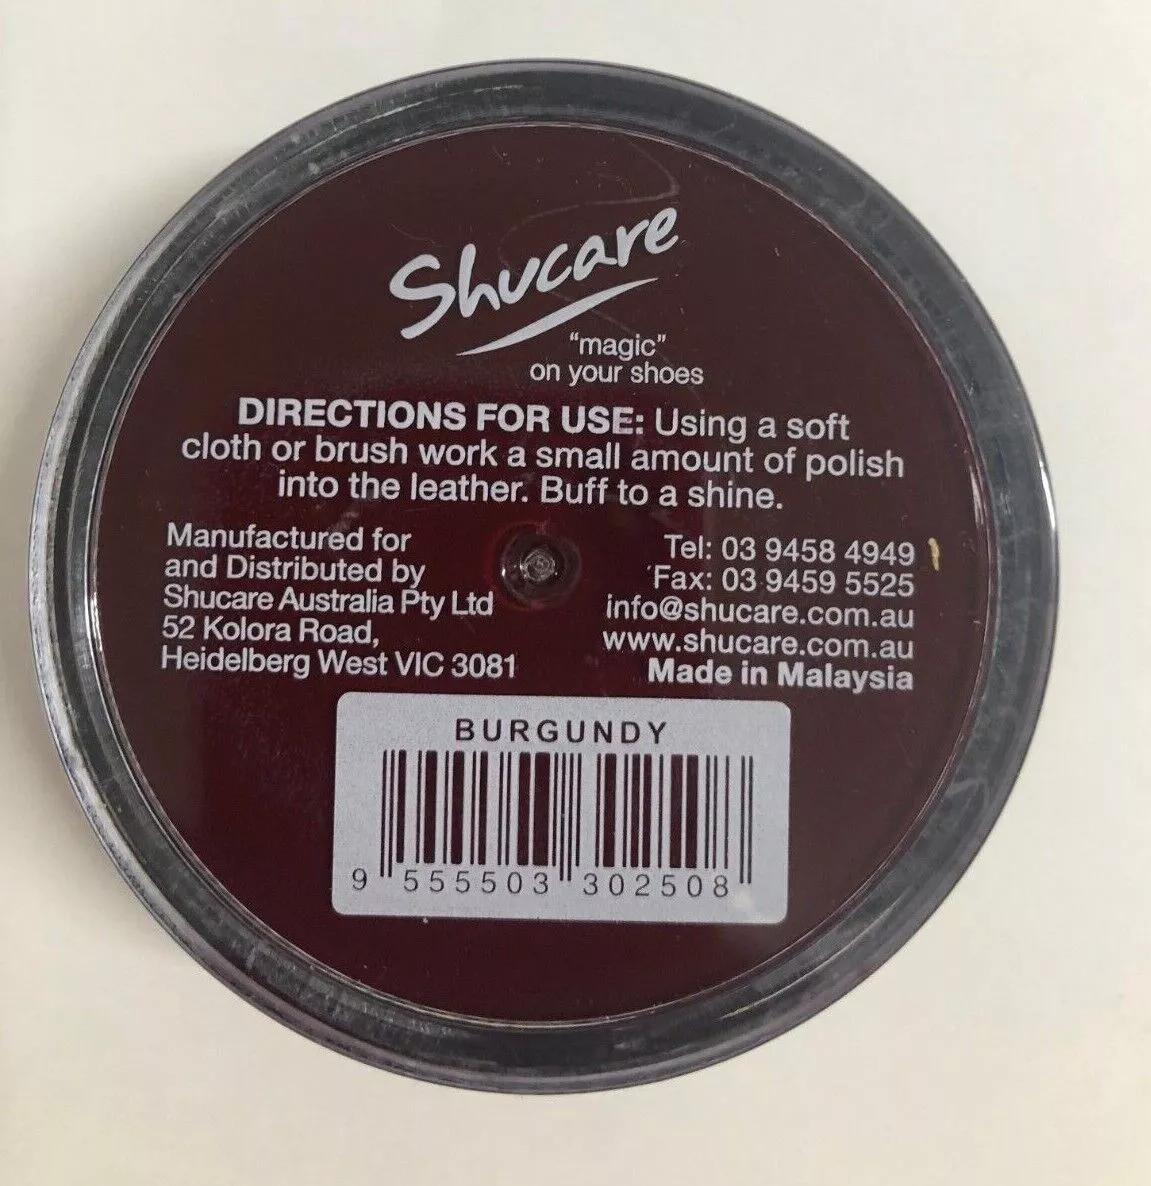 Shucare
“magic”
on your shoes
DIRECTIONS FOR USE: Using a soft
cloth or brush work a small amount of polish
into the leather. Buff to a shine.
Manufactured for
and Distributed by
Shucare Australia Pty Ltd
52 Kolora Road,
Heidelberg West VIC 3081
Tel: 03 9458 4949
Fax: 03 9459 5525
info@shucare.com.au
www.shucare.com.au
Made in Malaysia
BURGUNDY
9 555503 302508